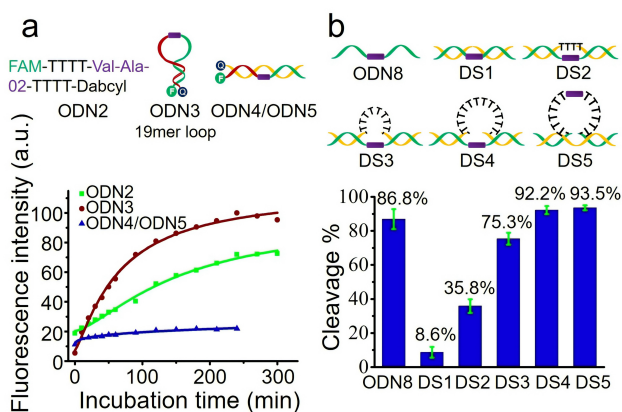 a
FAM-TTTT-Val-Ala-
02-TTTT-Dabcyl
ODN2
Q
F
F
Q
ODN3
19mer loop
Q
F
ODN4/ODN5
Fluorescence intensity (a.u.)
100
80
60
40
20
0
ODN2
ODN3
ODN4/ODN5
0
100
200
300
Incubation time (min)
b
ODN8
DS1
TTTT
DS2
DS3
DS4
DS5
Cleavage %
100
80
60
40
20
0
86.8%
8.6%
35.8%
75.3%
92.2%
93.5%
ODN8 DS1 DS2 DS3 DS4 DS5